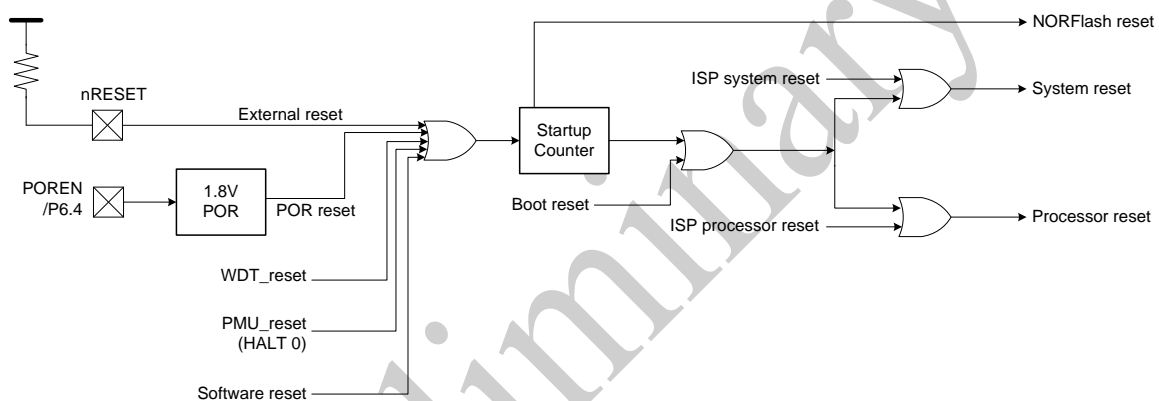 NORFlash reset
ISP system reset
System reset
nRESET
External reset
Startup
Counter
POREN
/P6.4
1.8V
POR
POR reset
Boot reset
ISP processor reset
Processor reset
WDT_reset
PMU_reset
(HALT 0)
Software reset
liminary